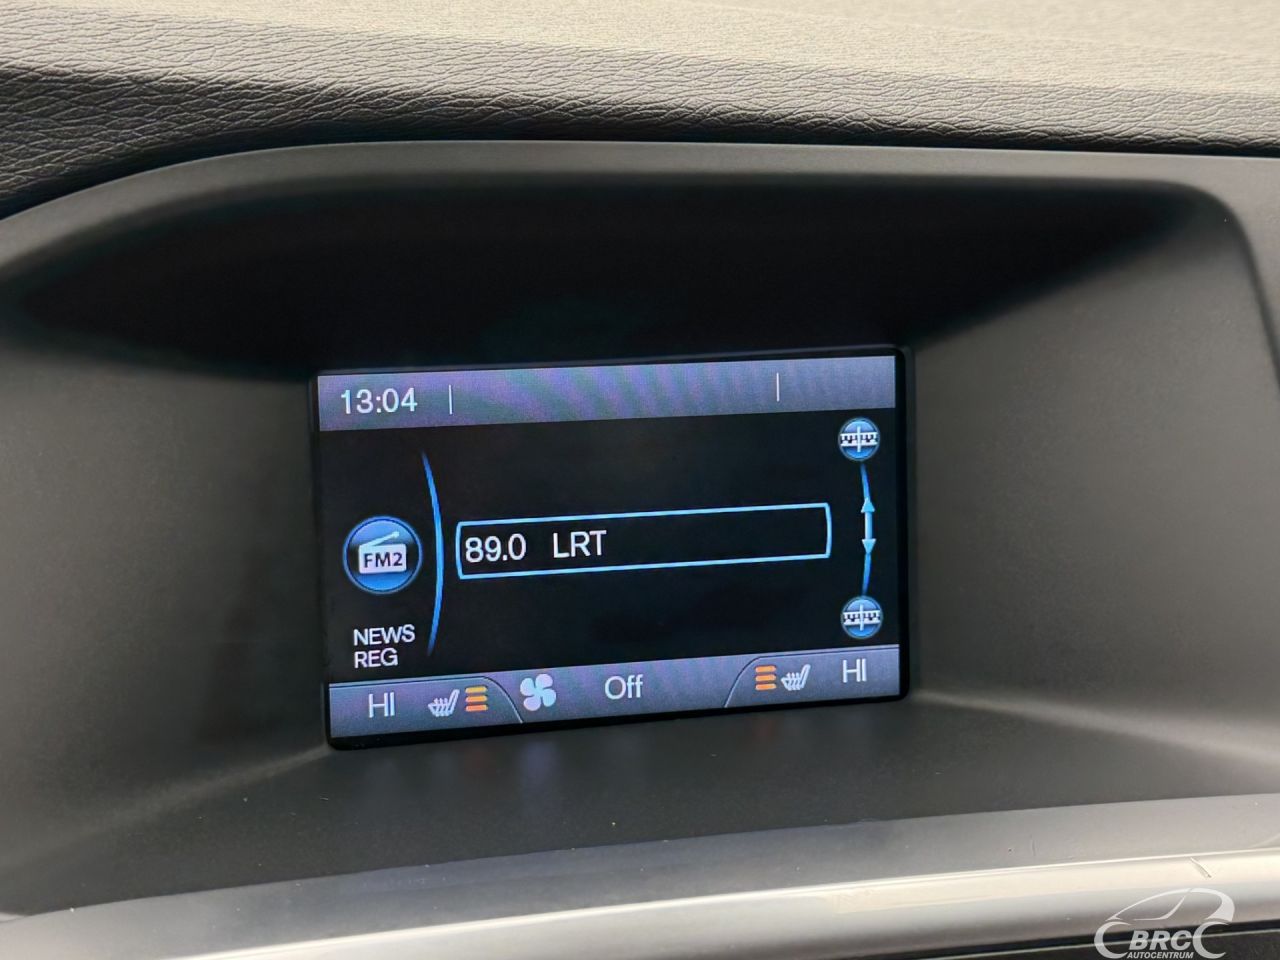 13:04
FM2
89.0 LRT
NEWS
REG
HI Off HI
BRC
AUTOCENTRUM